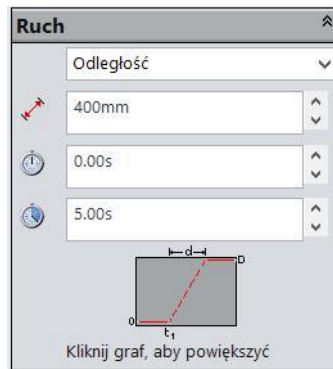 Ruch
Odległość
400mm
0.00s
5.00s
d
D
0
t1
Kliknij graf, aby powiększyć